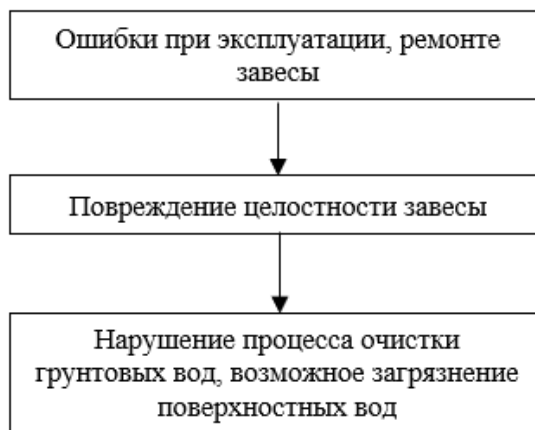 Ошибки при эксплуатации, ремонте
завесы
Повреждение целостности завесы
Нарушение процесса очистки
грунтовых вод, возможное загрязнение
поверхностных вод